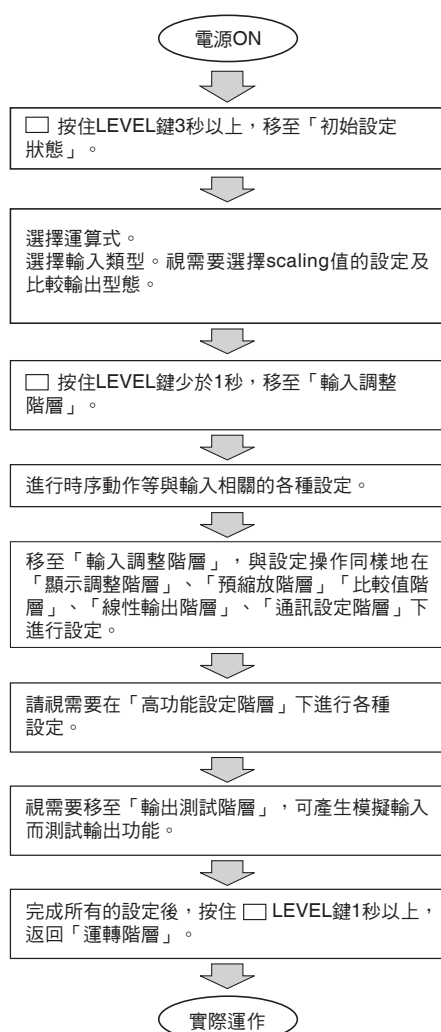 電源ON
按住LEVEL鍵3秒以上,移至「初始設定
狀態」。
選擇運算式。
選擇輸入類型。視需要選擇scaling值的設定及
比較輸出型態。
按住LEVEL鍵少於1秒,移至「輸入調整
階層」。
進行時序動作等與輸入相關的各種設定。
移至「輸入調整階層」,與設定操作同樣地在
「顯示調整階層」、「預縮放階層」「比較值階
層」、「線性輸出階層」、「通訊設定階層」下
進行設定。
請視需要在「高功能設定階層」下進行各種
設定。
視需要移至「輸出測試階層」,可產生模擬輸入
而測試輸出功能。
完成所有的設定後,按住 LEVEL鍵1秒以上,
返回「運轉階層」。
實際運作